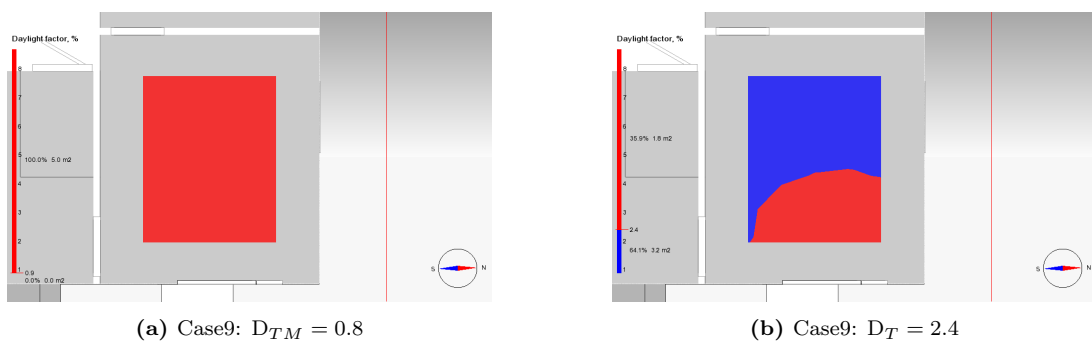 Daylight factor, %
8
7
6
5
100.0% 5.0 m2
4
3
2
1
0.9
0.0% 0.0 m2
S N
(a) Case9: D_TM = 0.8
Daylight factor, %
8
7
6
35.9% 1.8 m2
5
4
3
2.4
2
64.1% 3.2 m2
1
S N
(b) Case9: D_T = 2.4